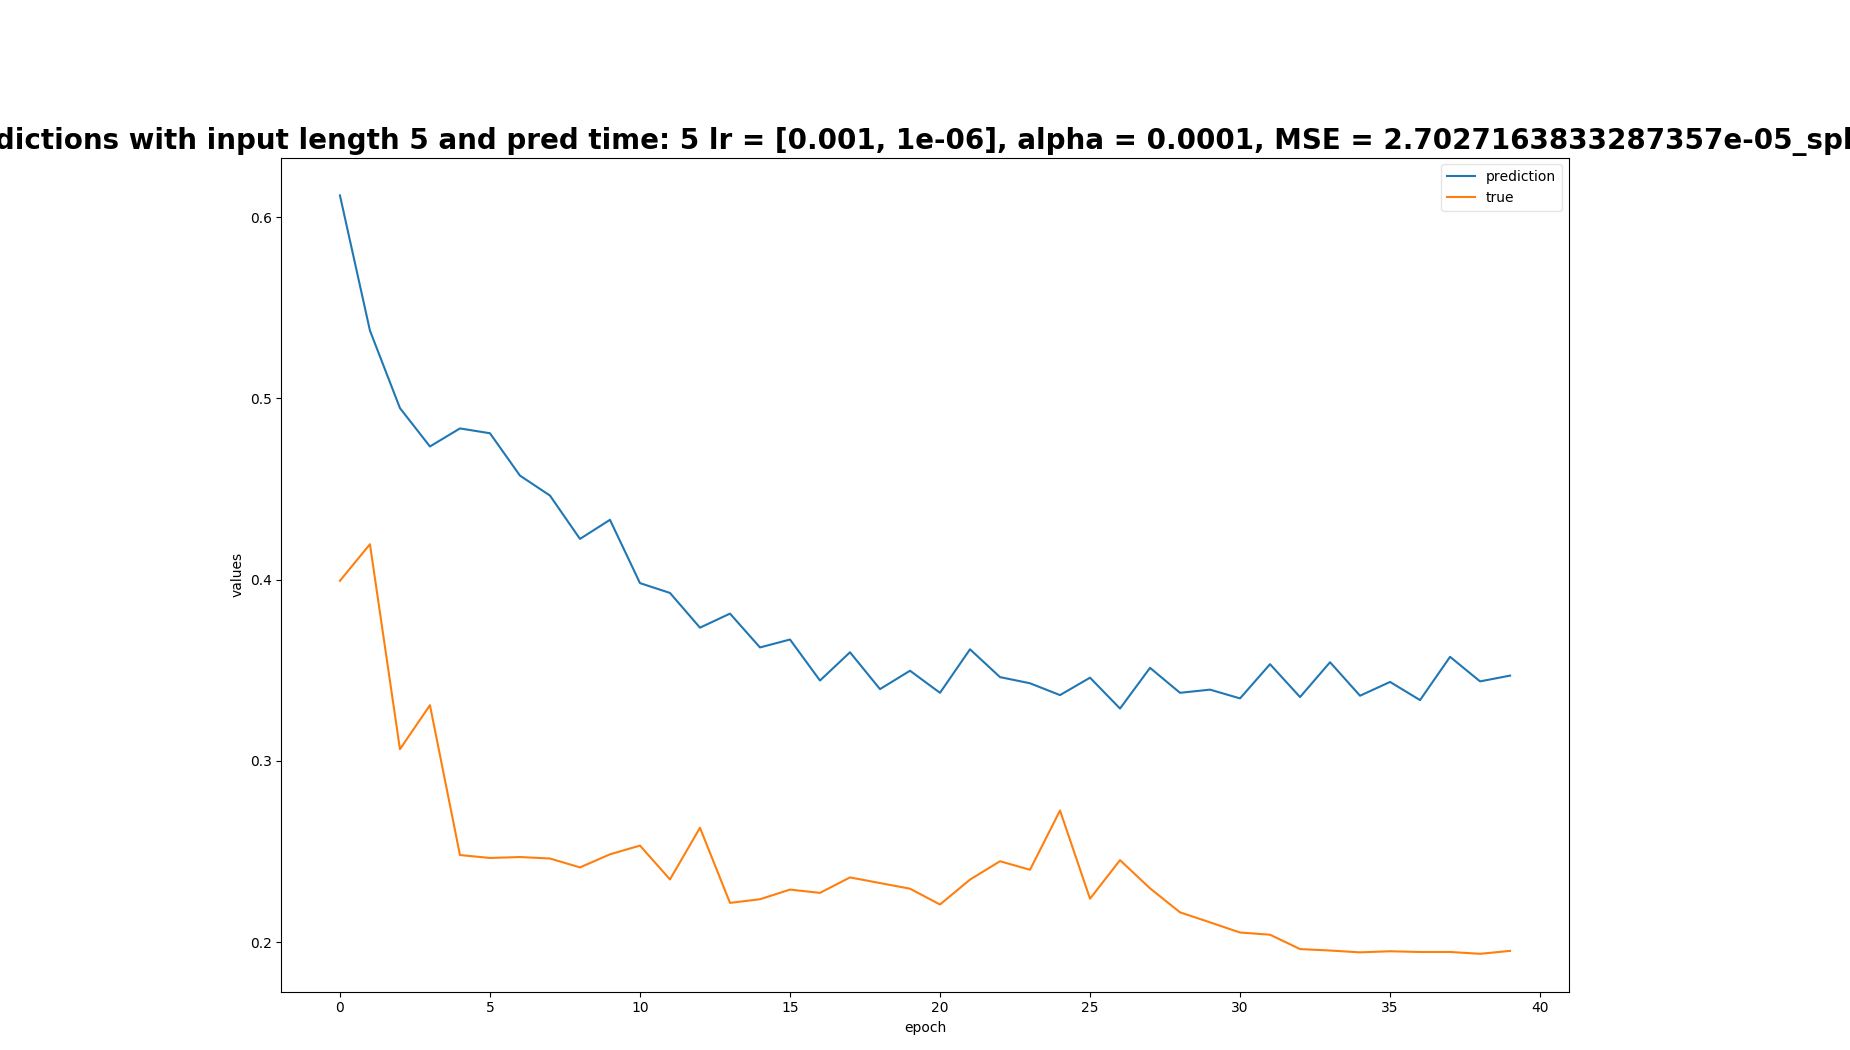 dictions with input length 5 and pred time: 5 lr = [0.001, 1e-06], alpha = 0.0001, MSE = 2.7027163833287357e-05_spl
prediction
true
0.6
0.5
0.4
0.3
0.2
values
0 5 10 15 20 25 30 35 40
epoch